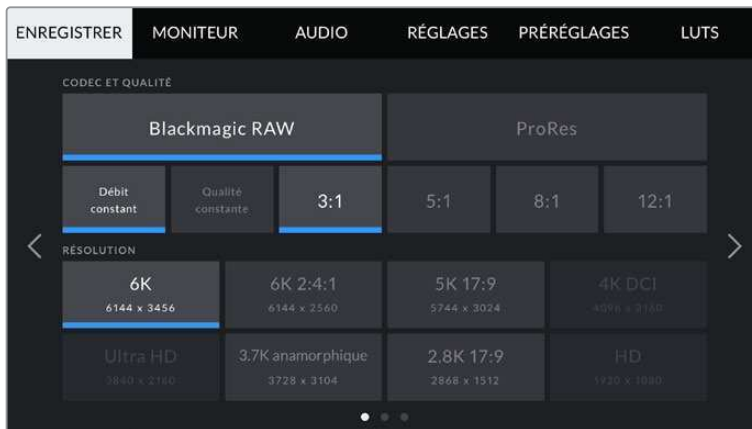 ENREGISTRER MONITEUR AUDIO RÉGLAGES PRÉRÉGLAGES LUTS
CODEC ET QUALITÉ
Blackmagic RAW ProRes
Débit constant Qualité constante 3:1 5:1 8:1 12:1
RÉSOLUTION
6K 6K 2:4:1 5K 17:9 4K DCI
6144 x 3456 6144 x 2560 5744 x 3024 4096 x 2160
Ultra HD 3.7K anamorphique 2.8K 17:9 HD
3840 x 2160 3728 x 3104 2868 x 1512 1920 x 1080